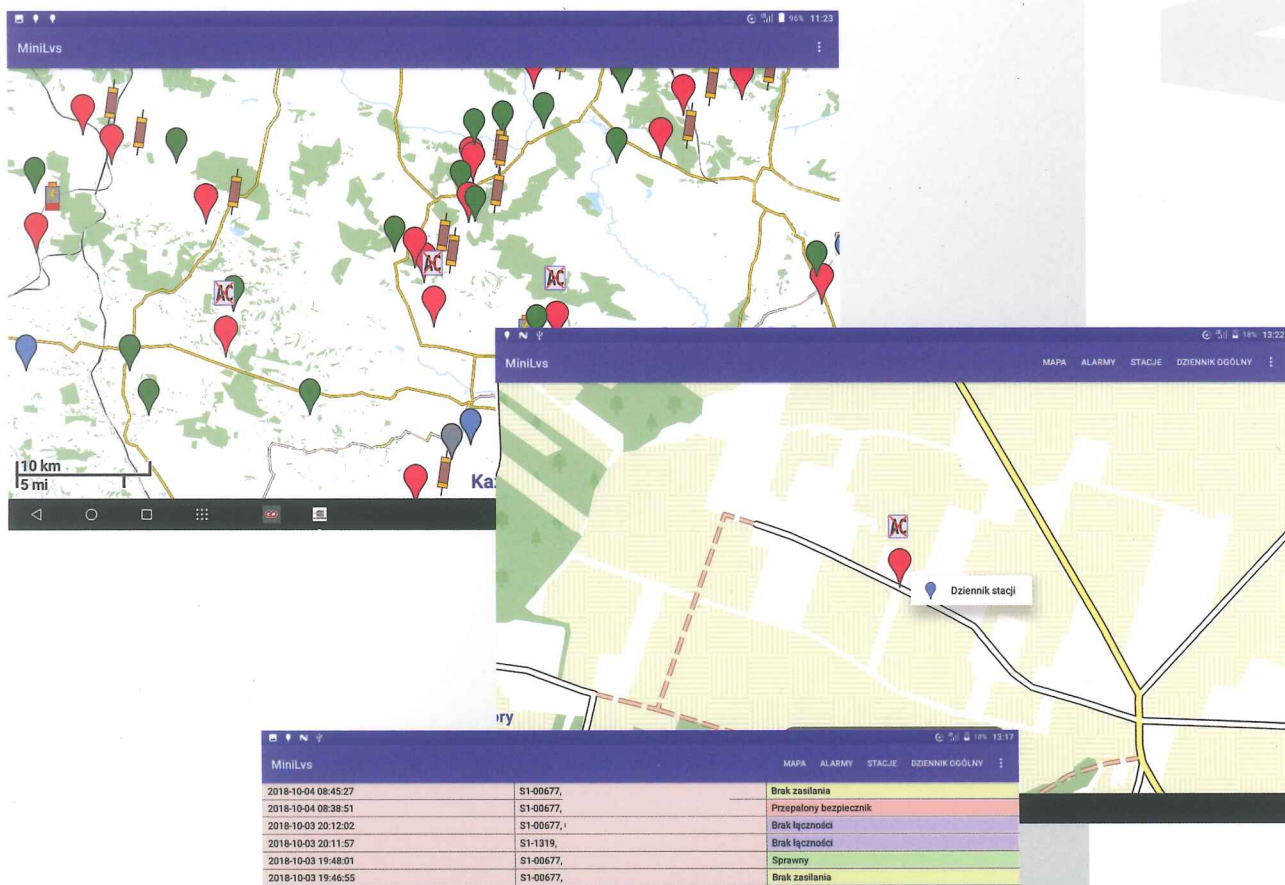 96% 11:23
MiniLvs
AC
AC
AC
10 km
5 mi
18% 13:22
MiniLvs
MAPA ALARMY STACJE DZIENNIK OGÓLNY
AC
Dziennik stacji
18% 13:17
MiniLvs
MAPA ALARMY STACJE DZIENNIK OGÓLNY
2018-10-04 08:45:27 S1-00677, Brak zasilania
2018-10-04 08:38:51 S1-00677, Przepalony bezpiecznik
2018-10-03 20:12:02 S1-00677, Brak łączności
2018-10-03 20:11:57 S1-1319, Brak łączności
2018-10-03 19:48:01 S1-00677, Sprawny
2018-10-03 19:46:55 S1-00677, Brak zasilania